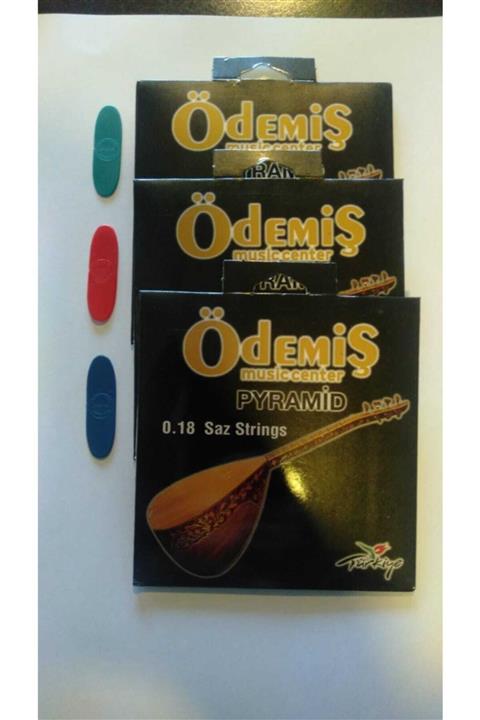 Ödemiş
music center
Ödemiş
music center
Ödemiş
music center
PYRAMİD
0.18 Saz Strings
Türkiye